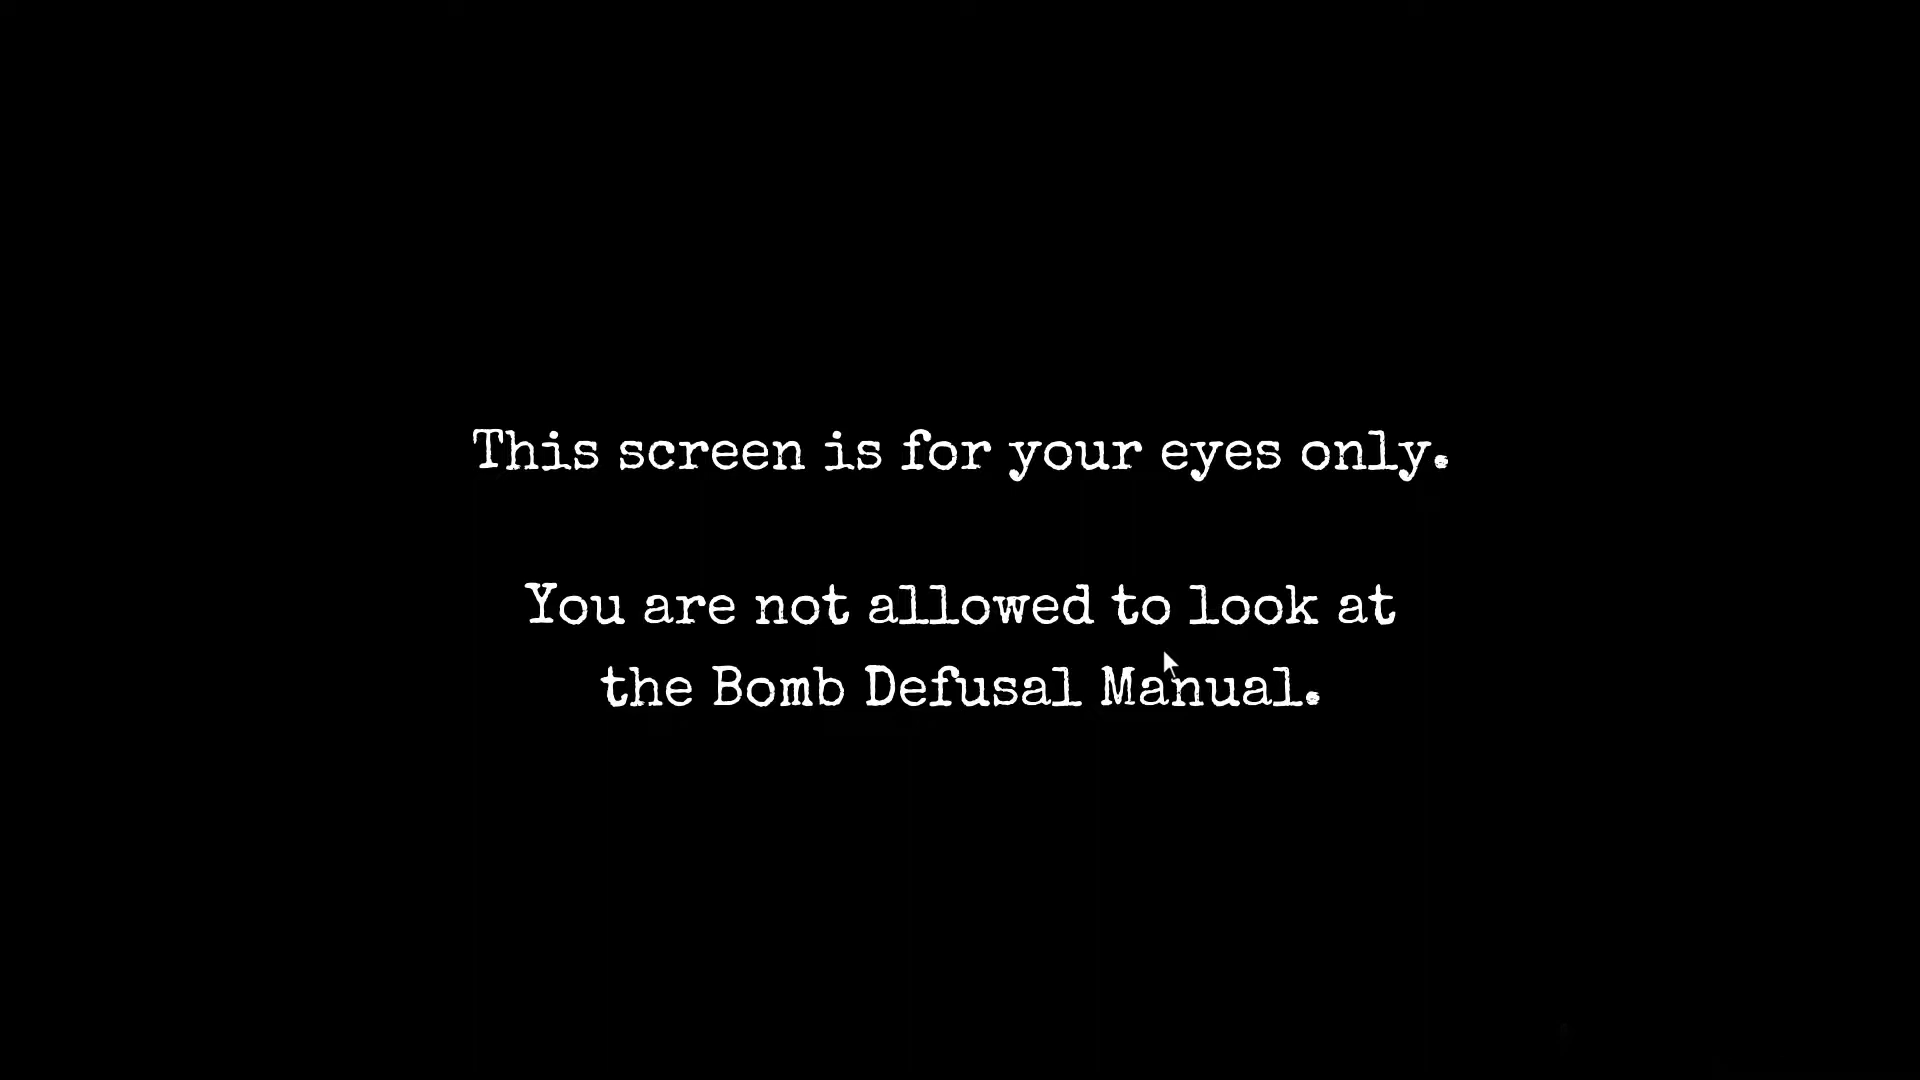 This screen is for your eyes only.
You are not allowed to look at
the Bomb Defusal Manual.